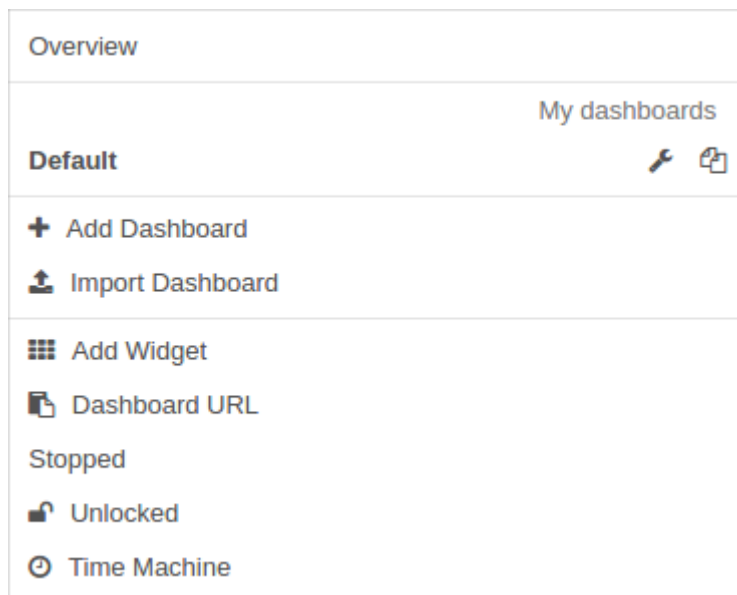 Overview
My dashboards
Default
Add Dashboard
Import Dashboard
Add Widget
Dashboard URL
Stopped
Unlocked
Time Machine